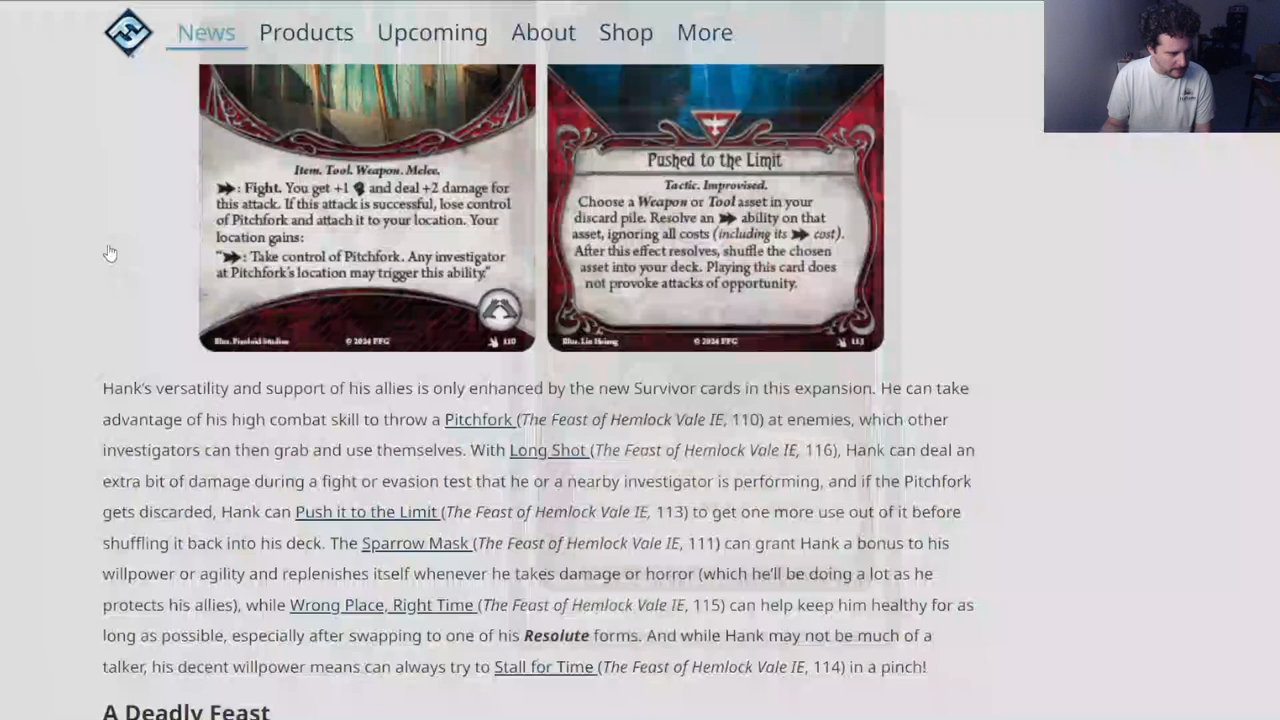 News Products Upcoming About Shop More
Item. Tool. Weapon. Melee.
: Fight. You get +1 and deal +2 damage for
this attack. If this attack is successful, lose control
of Pitchfork and attach it to your location. Your
location gains:
": Take control of Pitchfork. Any investigator
at Pitchfork's location may trigger this ability."
© 2024 FFG
110
Pushed to the Limit
Tactic. Improvised.
Choose a Weapon or Tool asset in your
discard pile. Resolve an ability on that
asset, ignoring all costs (including its cost).
After this effect resolves, shuffle the chosen
asset into your deck. Playing this card does
not provoke attacks of opportunity.
© 2024 FFG
113
Hank's versatility and support of his allies is only enhanced by the new Survivor cards in this expansion. He can take
advantage of his high combat skill to throw a Pitchfork (The Feast of Hemlock Vale IE, 110) at enemies, which other
investigators can then grab and use themselves. With Long Shot (The Feast of Hemlock Vale IE, 116), Hank can deal an
extra bit of damage during a fight or evasion test that he or a nearby investigator is performing, and if the Pitchfork
gets discarded, Hank can Push it to the Limit (The Feast of Hemlock Vale IE, 113) to get one more use out of it before
shuffling it back into his deck. The Sparrow Mask (The Feast of Hemlock Vale IE, 111) can grant Hank a bonus to his
willpower or agility and replenishes itself whenever he takes damage or horror (which he'll be doing a lot as he
protects his allies), while Wrong Place, Right Time (The Feast of Hemlock Vale IE, 115) can help keep him healthy for as
long as possible, especially after swapping to one of his Resolute forms. And while Hank may not be much of a
talker, his decent willpower means can always try to Stall for Time (The Feast of Hemlock Vale IE, 114) in a pinch!
A Deadly Feast